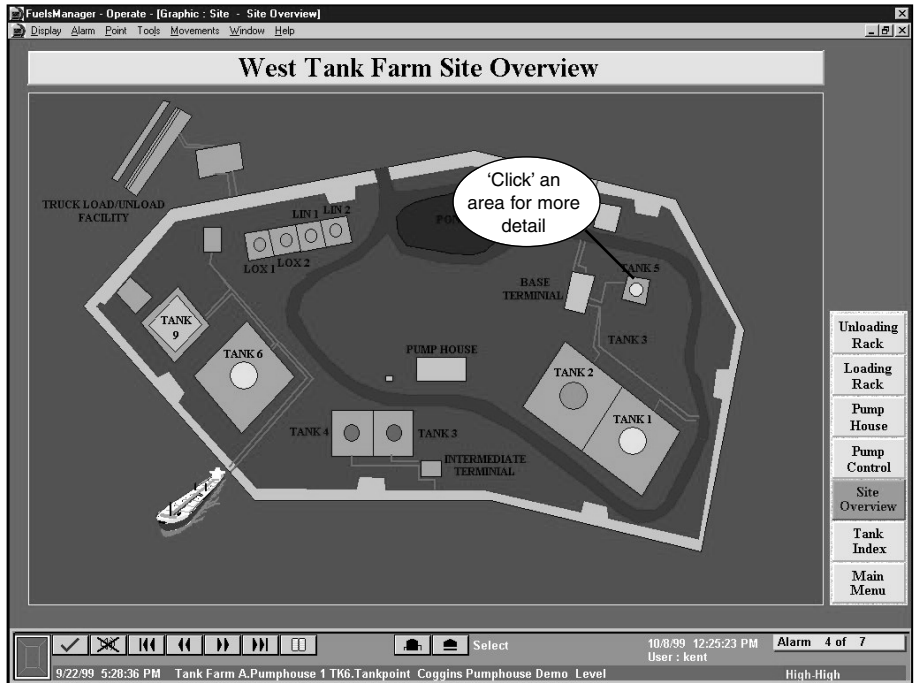 FuelsManager - Operate - [Graphic : Site - Site Overview]
Display Alarm Point Tools Movements Window Help
West Tank Farm Site Overview
'Click' an
area for more
detail
TRUCK LOAD/UNLOAD
FACILITY
LIN 1 LIN 2
LOX 1 LOX 2
TANK 5
BASE
TERMINIAL
TANK
9
TANK 3
TANK 6
PUMP HOUSE
TANK 2
TANK 1
TANK 4
TANK 3
INTERMEDIATE
TERMINIAL
Unloading
Rack
Loading
Rack
Pump
House
Pump
Control
Site
Overview
Tank
Index
Main
Menu
Select
10/8/99 12:25:23 PM
User : kent
Alarm 4 of 7
9/22/99 5:28:36 PM Tank Farm A.Pumphouse 1 TK6.Tankpoint Coggins Pumphouse Demo Level
High-High